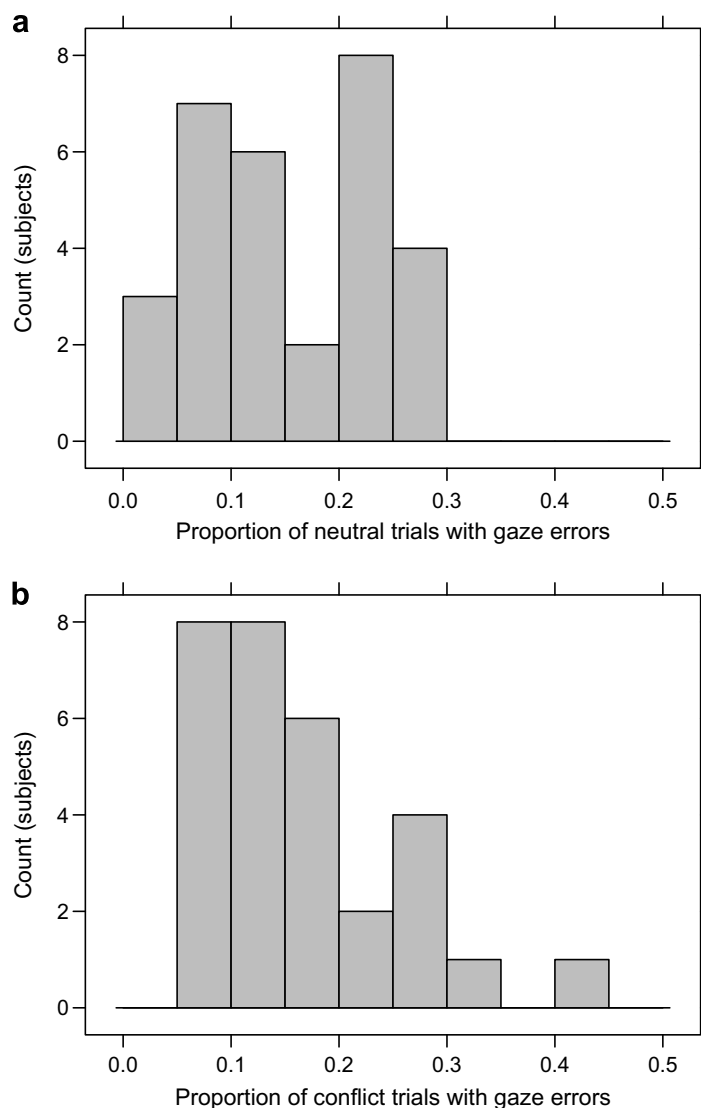 a
8
6
4
2
0
Count (subjects)
0.0 0.1 0.2 0.3 0.4 0.5
Proportion of neutral trials with gaze errors
b
8
6
4
2
0
Count (subjects)
0.0 0.1 0.2 0.3 0.4 0.5
Proportion of conflict trials with gaze errors